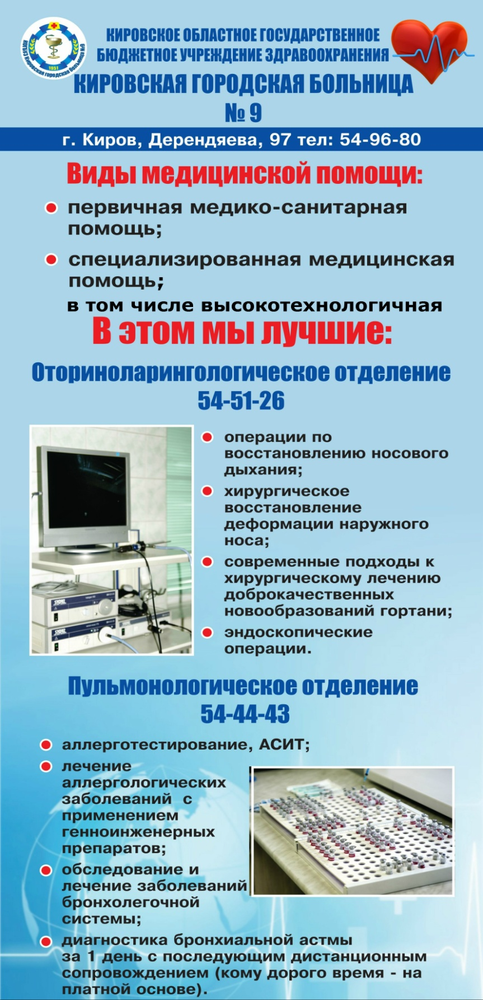 КИРОВСКОЕ ОБЛАСТНОЕ ГОСУДАРСТВЕННОЕ
БЮДЖЕТНОЕ УЧРЕЖДЕНИЕ ЗДРАВООХРАНЕНИЯ
КИРОВСКАЯ ГОРОДСКАЯ БОЛЬНИЦА
№ 9
КОГБУЗ Кировская городская больница №9
1951
г. Киров, Дерендяева, 97 тел: 54-96-80
Виды медицинской помощи:
первичная медико-санитарная
помощь;
специализированная медицинская
помощь;
в том числе высокотехнологичная
В этом мы лучшие:
Оториноларингологическое отделение
54-51-26
операции по
восстановлению носового
дыхания;
хирургическое
восстановление
деформации наружного
носа;
современные подходы к
хирургическому лечению
доброкачественных
новообразований гортани;
эндоскопические
операции.
STORZ
STORZ
Пульмонологическое отделение
54-44-43
аллерготестирование, АСИТ;
лечение
аллергологических
заболеваний с
применением
генноинженерных
препаратов;
обследование и
лечение заболеваний
бронхолегочной
системы;
диагностика бронхиальной астмы
за 1 день с последующим дистанционным
сопровождением (кому дорого время - на
платной основе).